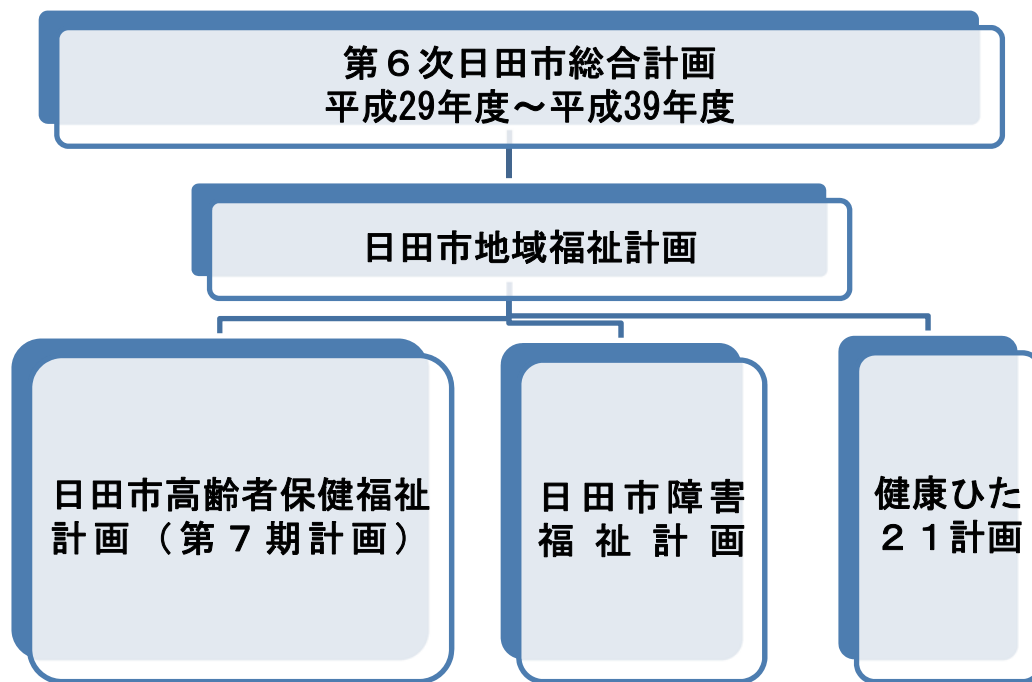 第６次日田市総合計画
平成29年度～平成39年度
日田市地域福祉計画
日田市高齢者保健福祉
計画（第７期計画）
日田市障害
福祉計画
健康ひた
２１計画